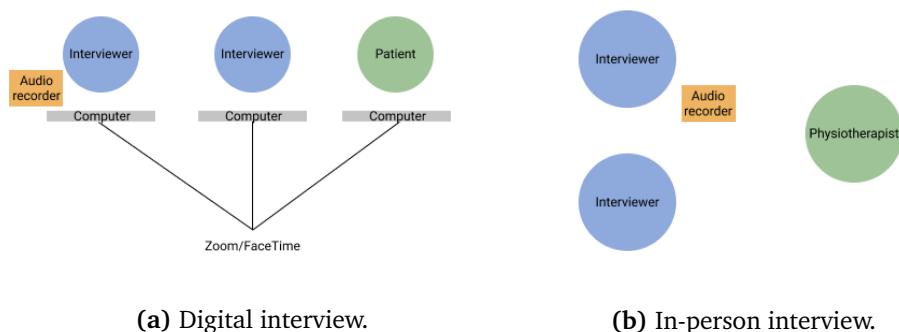 Interviewer
Interviewer
Patient
Audio
recorder
Computer
Computer
Computer
Zoom/FaceTime
(a) Digital interview.
Interviewer
Audio
recorder
Physiotherapist
Interviewer
(b) In-person interview.